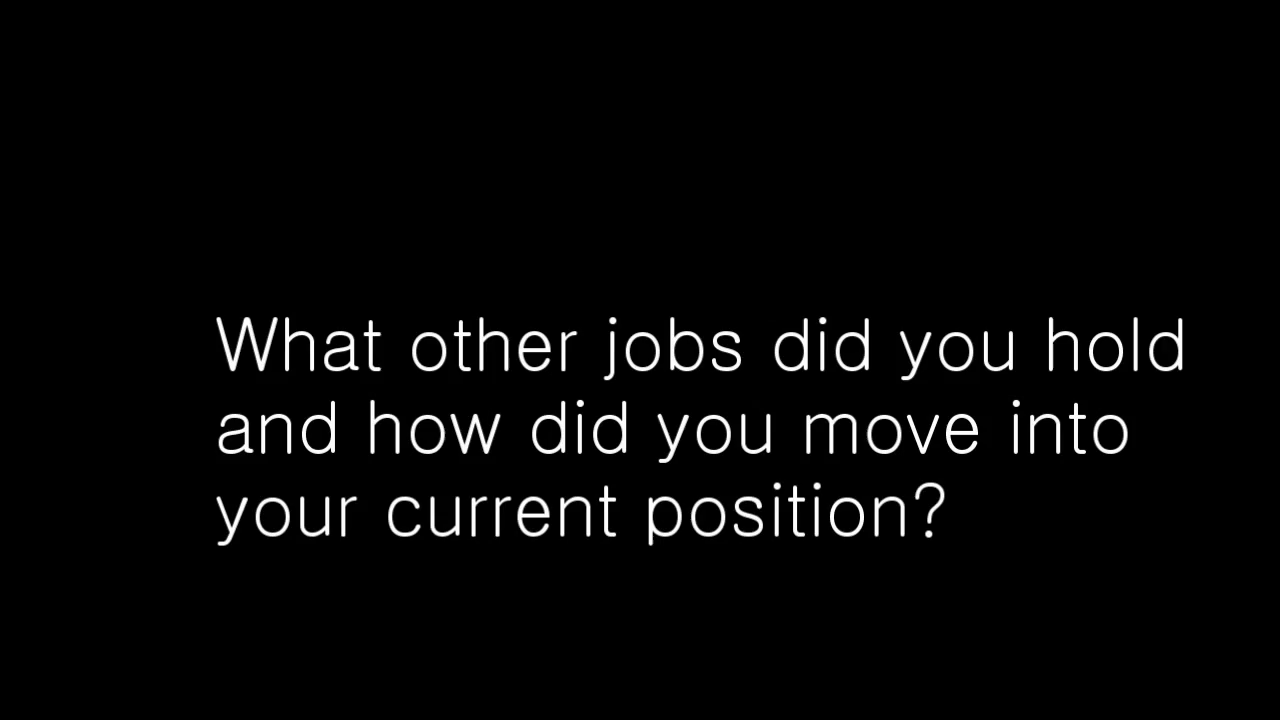 What other jobs did you hold
and how did you move into
your current position?